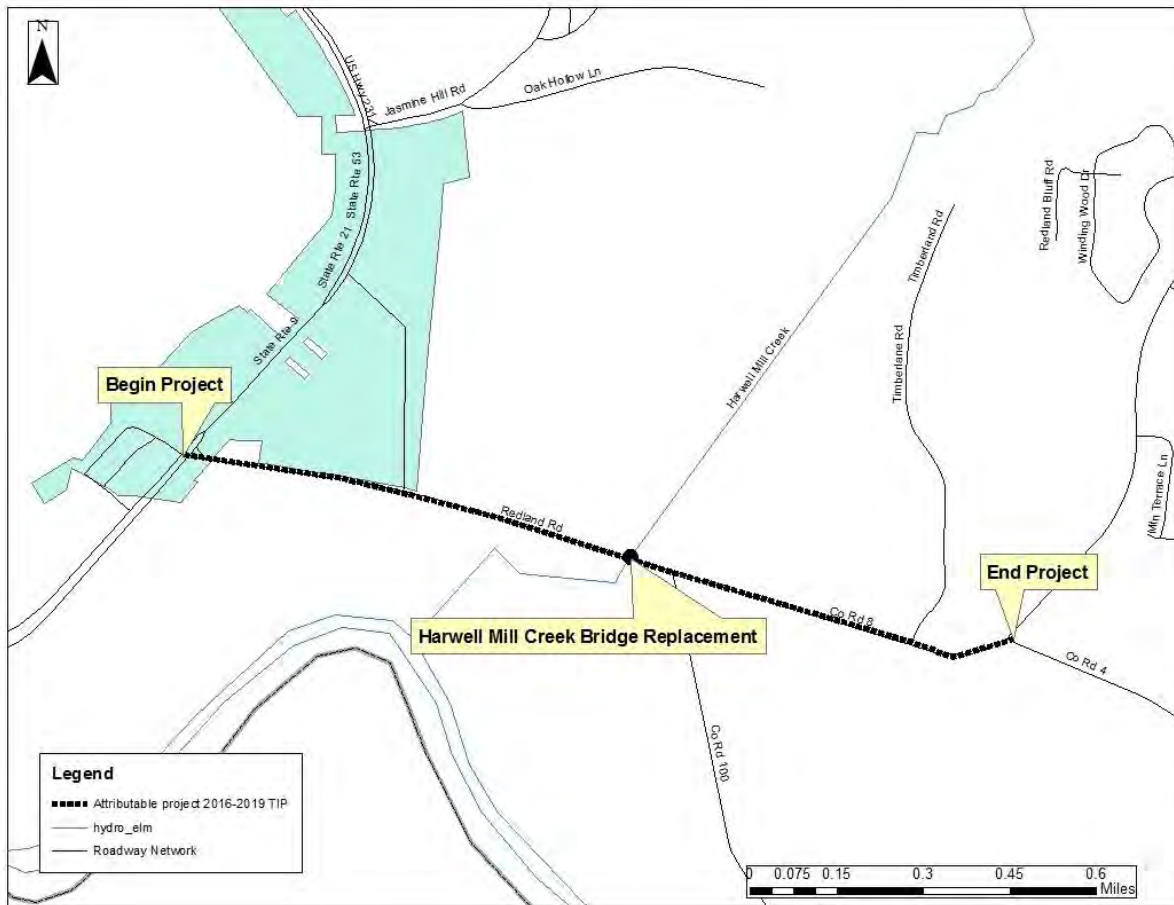 N
US Hwy 231
Jasmine Hill Rd
Oak Hollow Ln
State Rte 21 State Rte 53
State Rte 9
Redland Bluff Rd
Winding Wood Dr
Timberland Rd
Timberlane Rd
Harwell Mill Creek
Begin Project
Mtn Terrace Ln
Redland Rd
End Project
Co Rd 8
Harwell Mill Creek Bridge Replacement
Co Rd 4
Co Rd 100
Legend
Attributable project 2016-2019 TIP
hydro_elm
Roadway Network
0 0.075 0.15 0.3 0.45 0.6
Miles